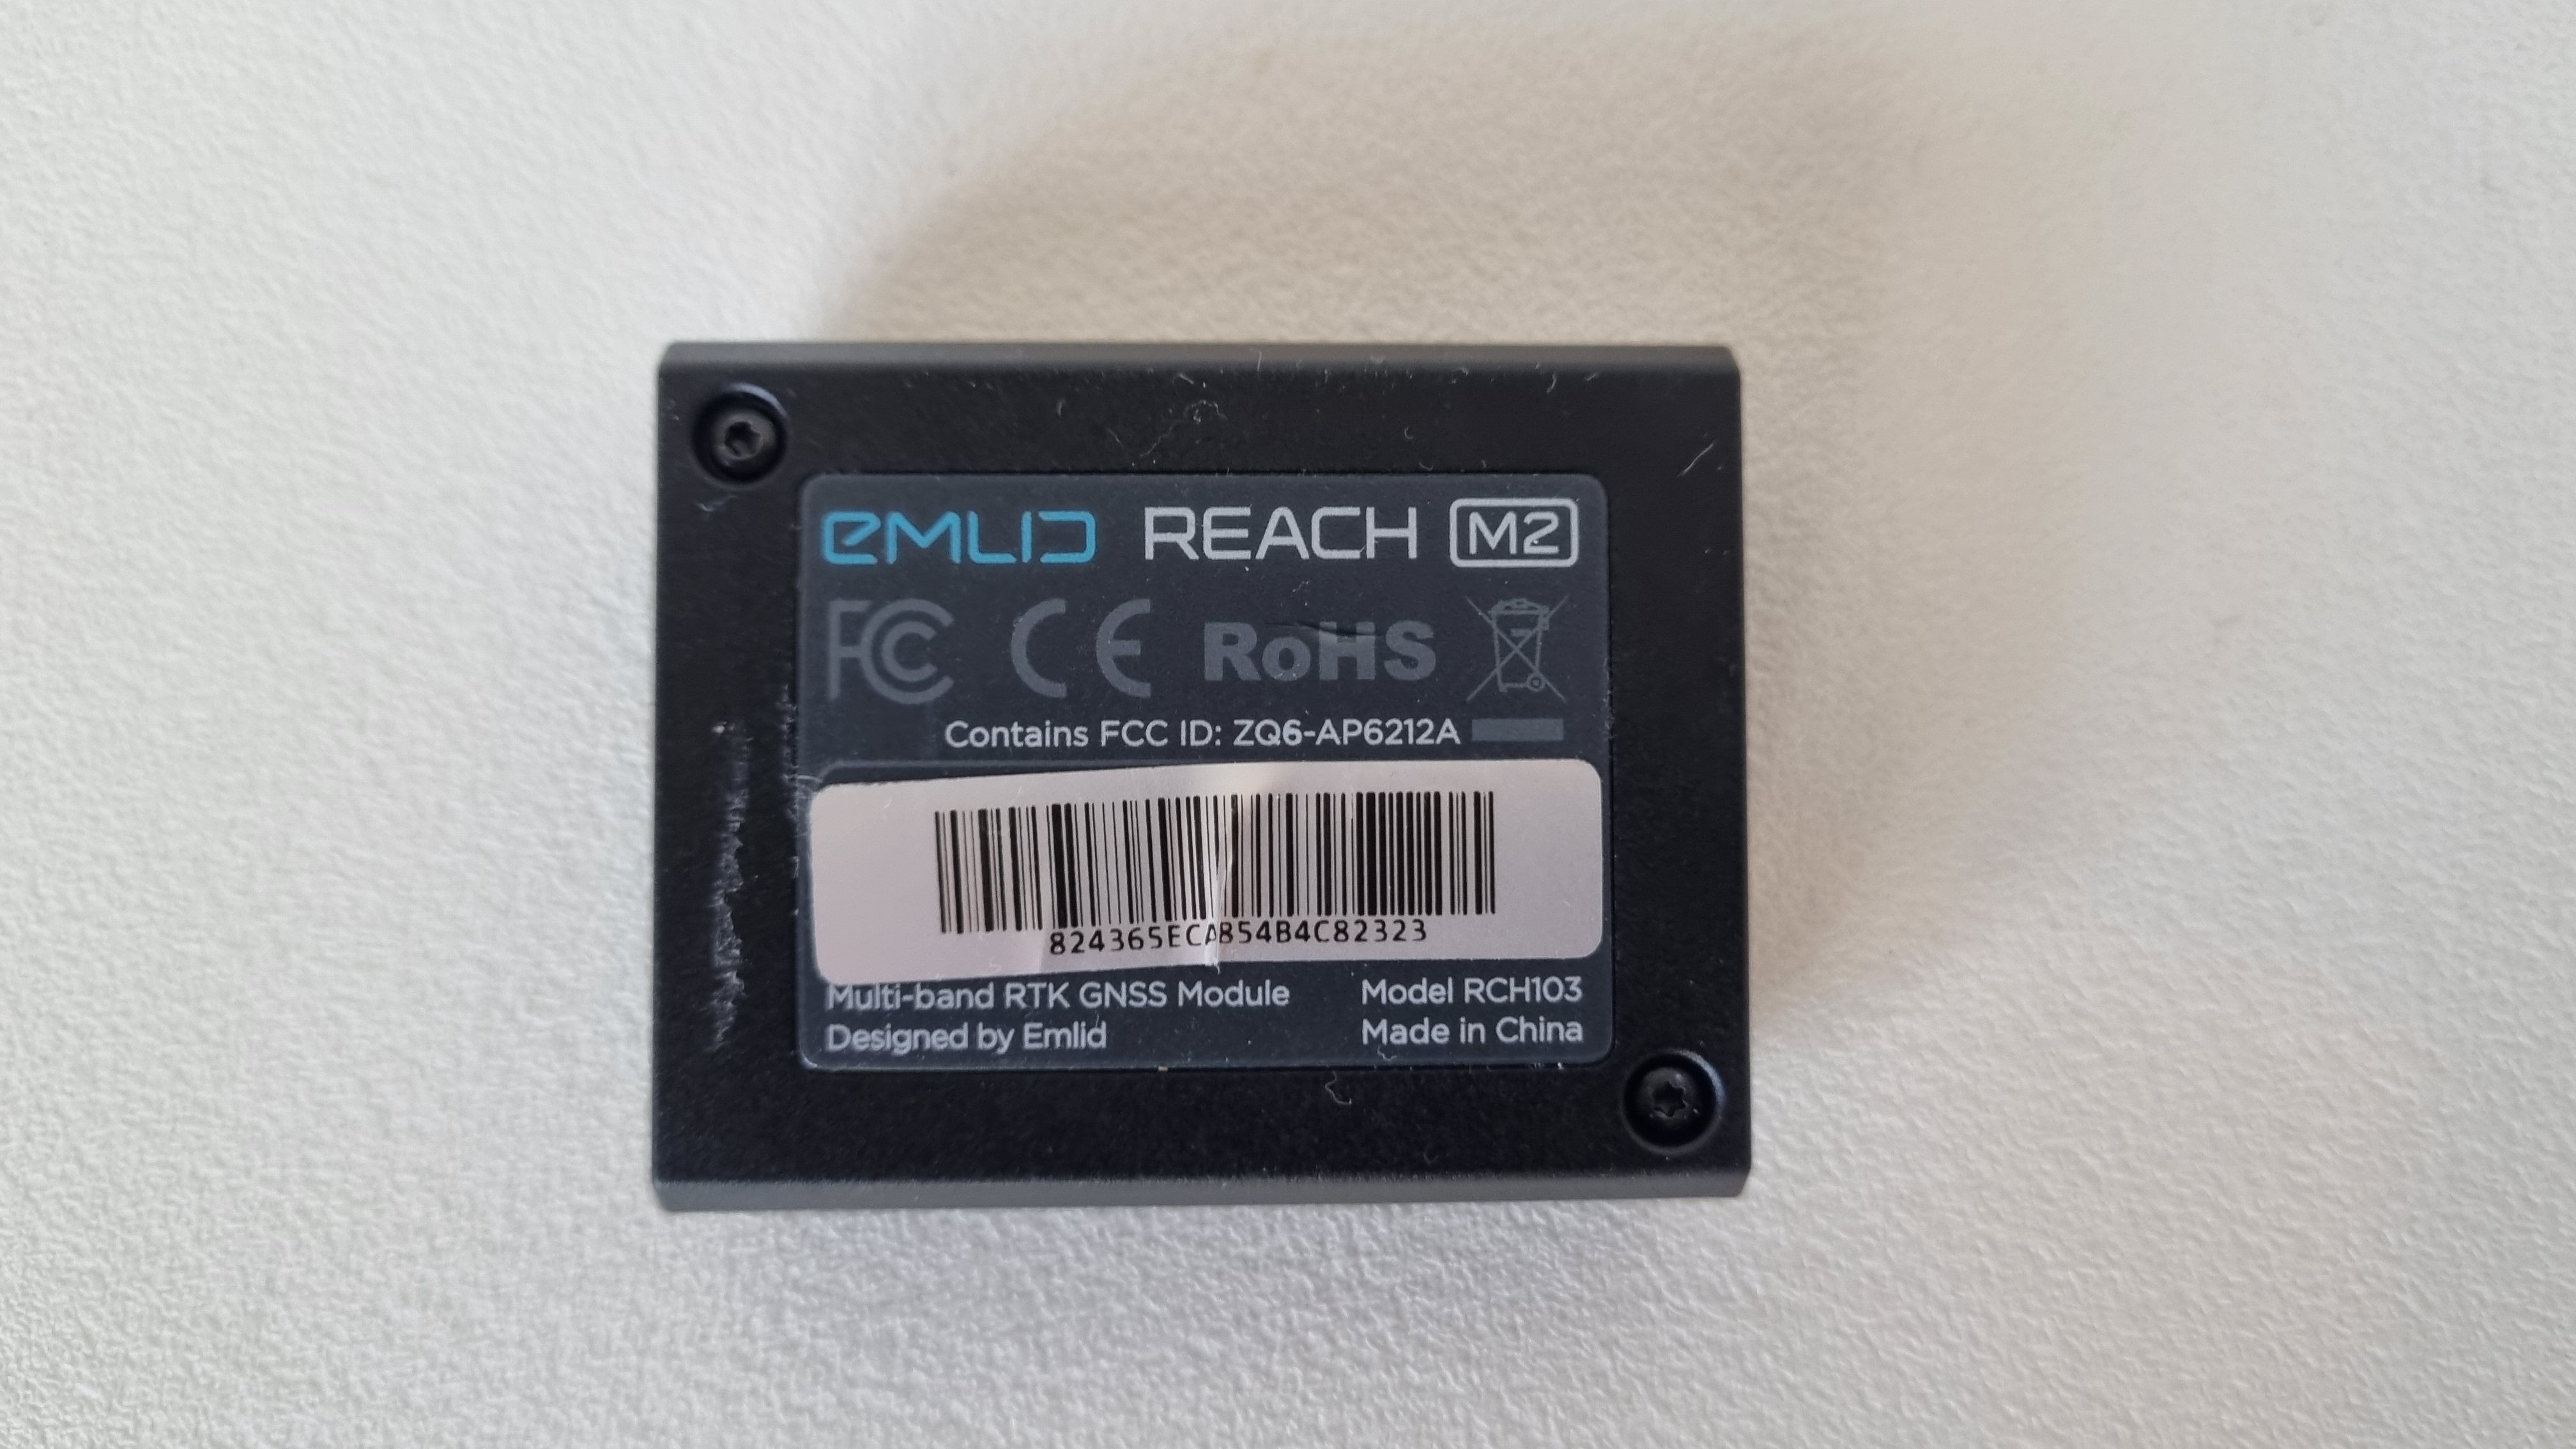 emlid REACH M2
FC CE RoHS
Contains FCC ID: ZQ6-AP6212A
824365ECA854B4C82323
Multi-band RTK GNSS Module Model RCH103
Designed by Emlid Made in China